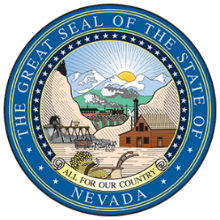 THE GREAT SEAL OF THE STATE OF
NEVADA
ALL FOR OUR COUNTRY